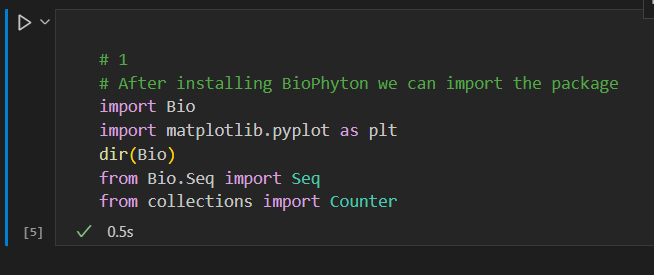 # 1
# After installing BioPhyton we can import the package
import Bio
import matplotlib.pyplot as plt
dir(Bio)
from Bio.Seq import Seq
from collections import Counter
[5] 0.5s